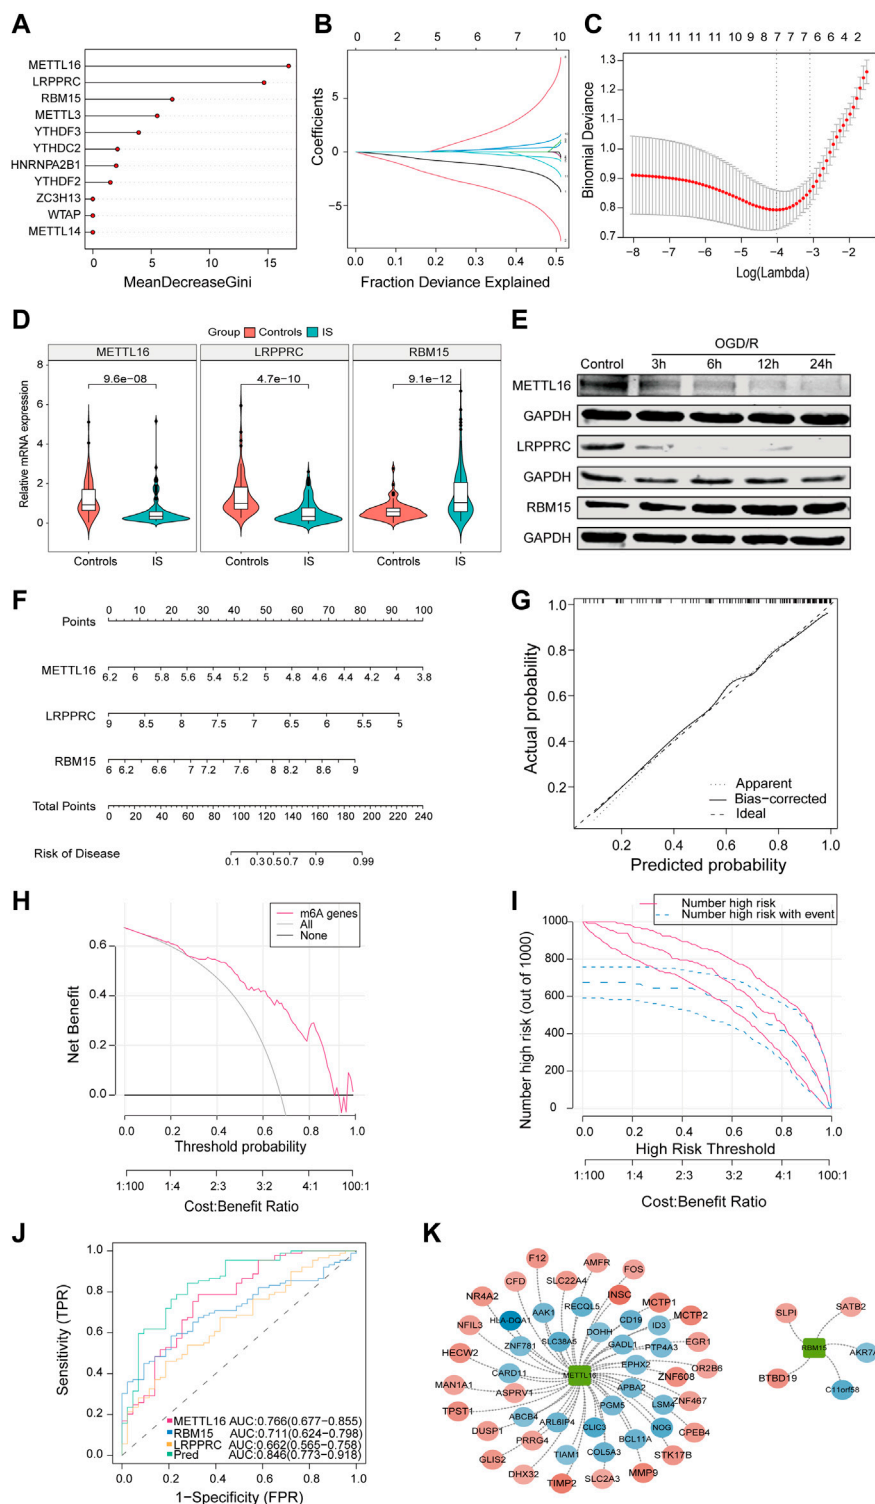 A
METTL16
LRPPRC
RBM15
METTL3
YTHDF3
YTHDC2
HNRNPA2B1
YTHDF2
ZC3H13
WTAP
METTL14
0 5 10 15
MeanDecreaseGini
B
0 2 4 5 9 10
Coefficients
5
0
−5
0.0 0.1 0.2 0.3 0.4 0.5
Fraction Deviance Explained
C
11 11 11 11 11 10 9 8 7 7 7 6 6 4 2
Binomial Deviance
1.3
1.2
1.1
1.0
0.9
0.8
0.7
−8 −7 −6 −5 −4 −3 −2
Log(Lambda)
D
Group Controls IS
METTL16 LRPPRC RBM15
Relative mRNA expression
8
6
4
2
0
9.6e−08 4.7e−10 9.1e−12
Controls IS Controls IS Controls IS
E
OGD/R
Control 3h 6h 12h 24h
METTL16
GAPDH
LRPPRC
GAPDH
RBM15
GAPDH
F
0 10 20 30 40 50 60 70 80 90 100
Points
METTL16
6.2 6 5.8 5.6 5.4 5.2 5 4.8 4.6 4.4 4.2 4 3.8
LRPPRC
9 8.5 8 7.5 7 6.5 6 5.5 5
RBM15
6 6.2 6.6 7 7.2 7.6 8 8.2 8.6 9
Total Points
0 20 40 60 80 100 120 140 160 180 200 220 240
Risk of Disease
0.1 0.3 0.5 0.7 0.9 0.99
G
Actual probability
1.0
0.8
0.6
0.4
0.2
Apparent
Bias−corrected
Ideal
0.2 0.4 0.6 0.8 1.0
Predicted probability
H
m6A genes
All
None
Net Benefit
0.6
0.4
0.2
0.0
0.0 0.2 0.4 0.6 0.8 1.0
Threshold probability
1:100 1:4 2:3 3:2 4:1 100:1
Cost:Benefit Ratio
I
Number high risk
Number high risk with event
Number high risk (out of 1000)
1000
800
600
400
200
0
0.0 0.2 0.4 0.6 0.8 1.0
High Risk Threshold
1:100 1:4 2:3 3:2 4:1 100:1
Cost:Benefit Ratio
J
Sensitivity (TPR)
1.0
0.8
0.6
0.4
0.2
0.0
METTL16 AUC:0.766(0.677−0.855)
RBM15 AUC:0.711(0.624−0.798)
LRPPRC AUC:0.662(0.565−0.758)
Pred AUC:0.846(0.773−0.918)
0.0 0.2 0.4 0.6 0.8 1.0
1−Specificity (FPR)
K
F12
AMFR
CFD
SLC22A4
FOS
NR4A2
AAK1
RECQL5
INSC
MCTP1
HLA-DQA1
CD19
MCTP2
NFIL3
SLC38A5
DOHH
ID3
ZNF781
GADL1
PTP4A3
EGR1
HECW2
CARD11
EPHX2
OR2B6
METTL16
ZNF608
MAN1A1
ASPRV1
APBA2
TPST1
PGM5
LSM4
ZNF467
ABCB4
ARL6IP4
CLIC3
NOG
CPEB4
DUSP1
PRRG4
BCL11A
GLIS2
TIAM1
COL5A3
STK17B
DHX32
TIMP2
SLC2A3
MMP9
SLPI
SATB2
RBM15
AKR7A
BTBD19
C11orf58